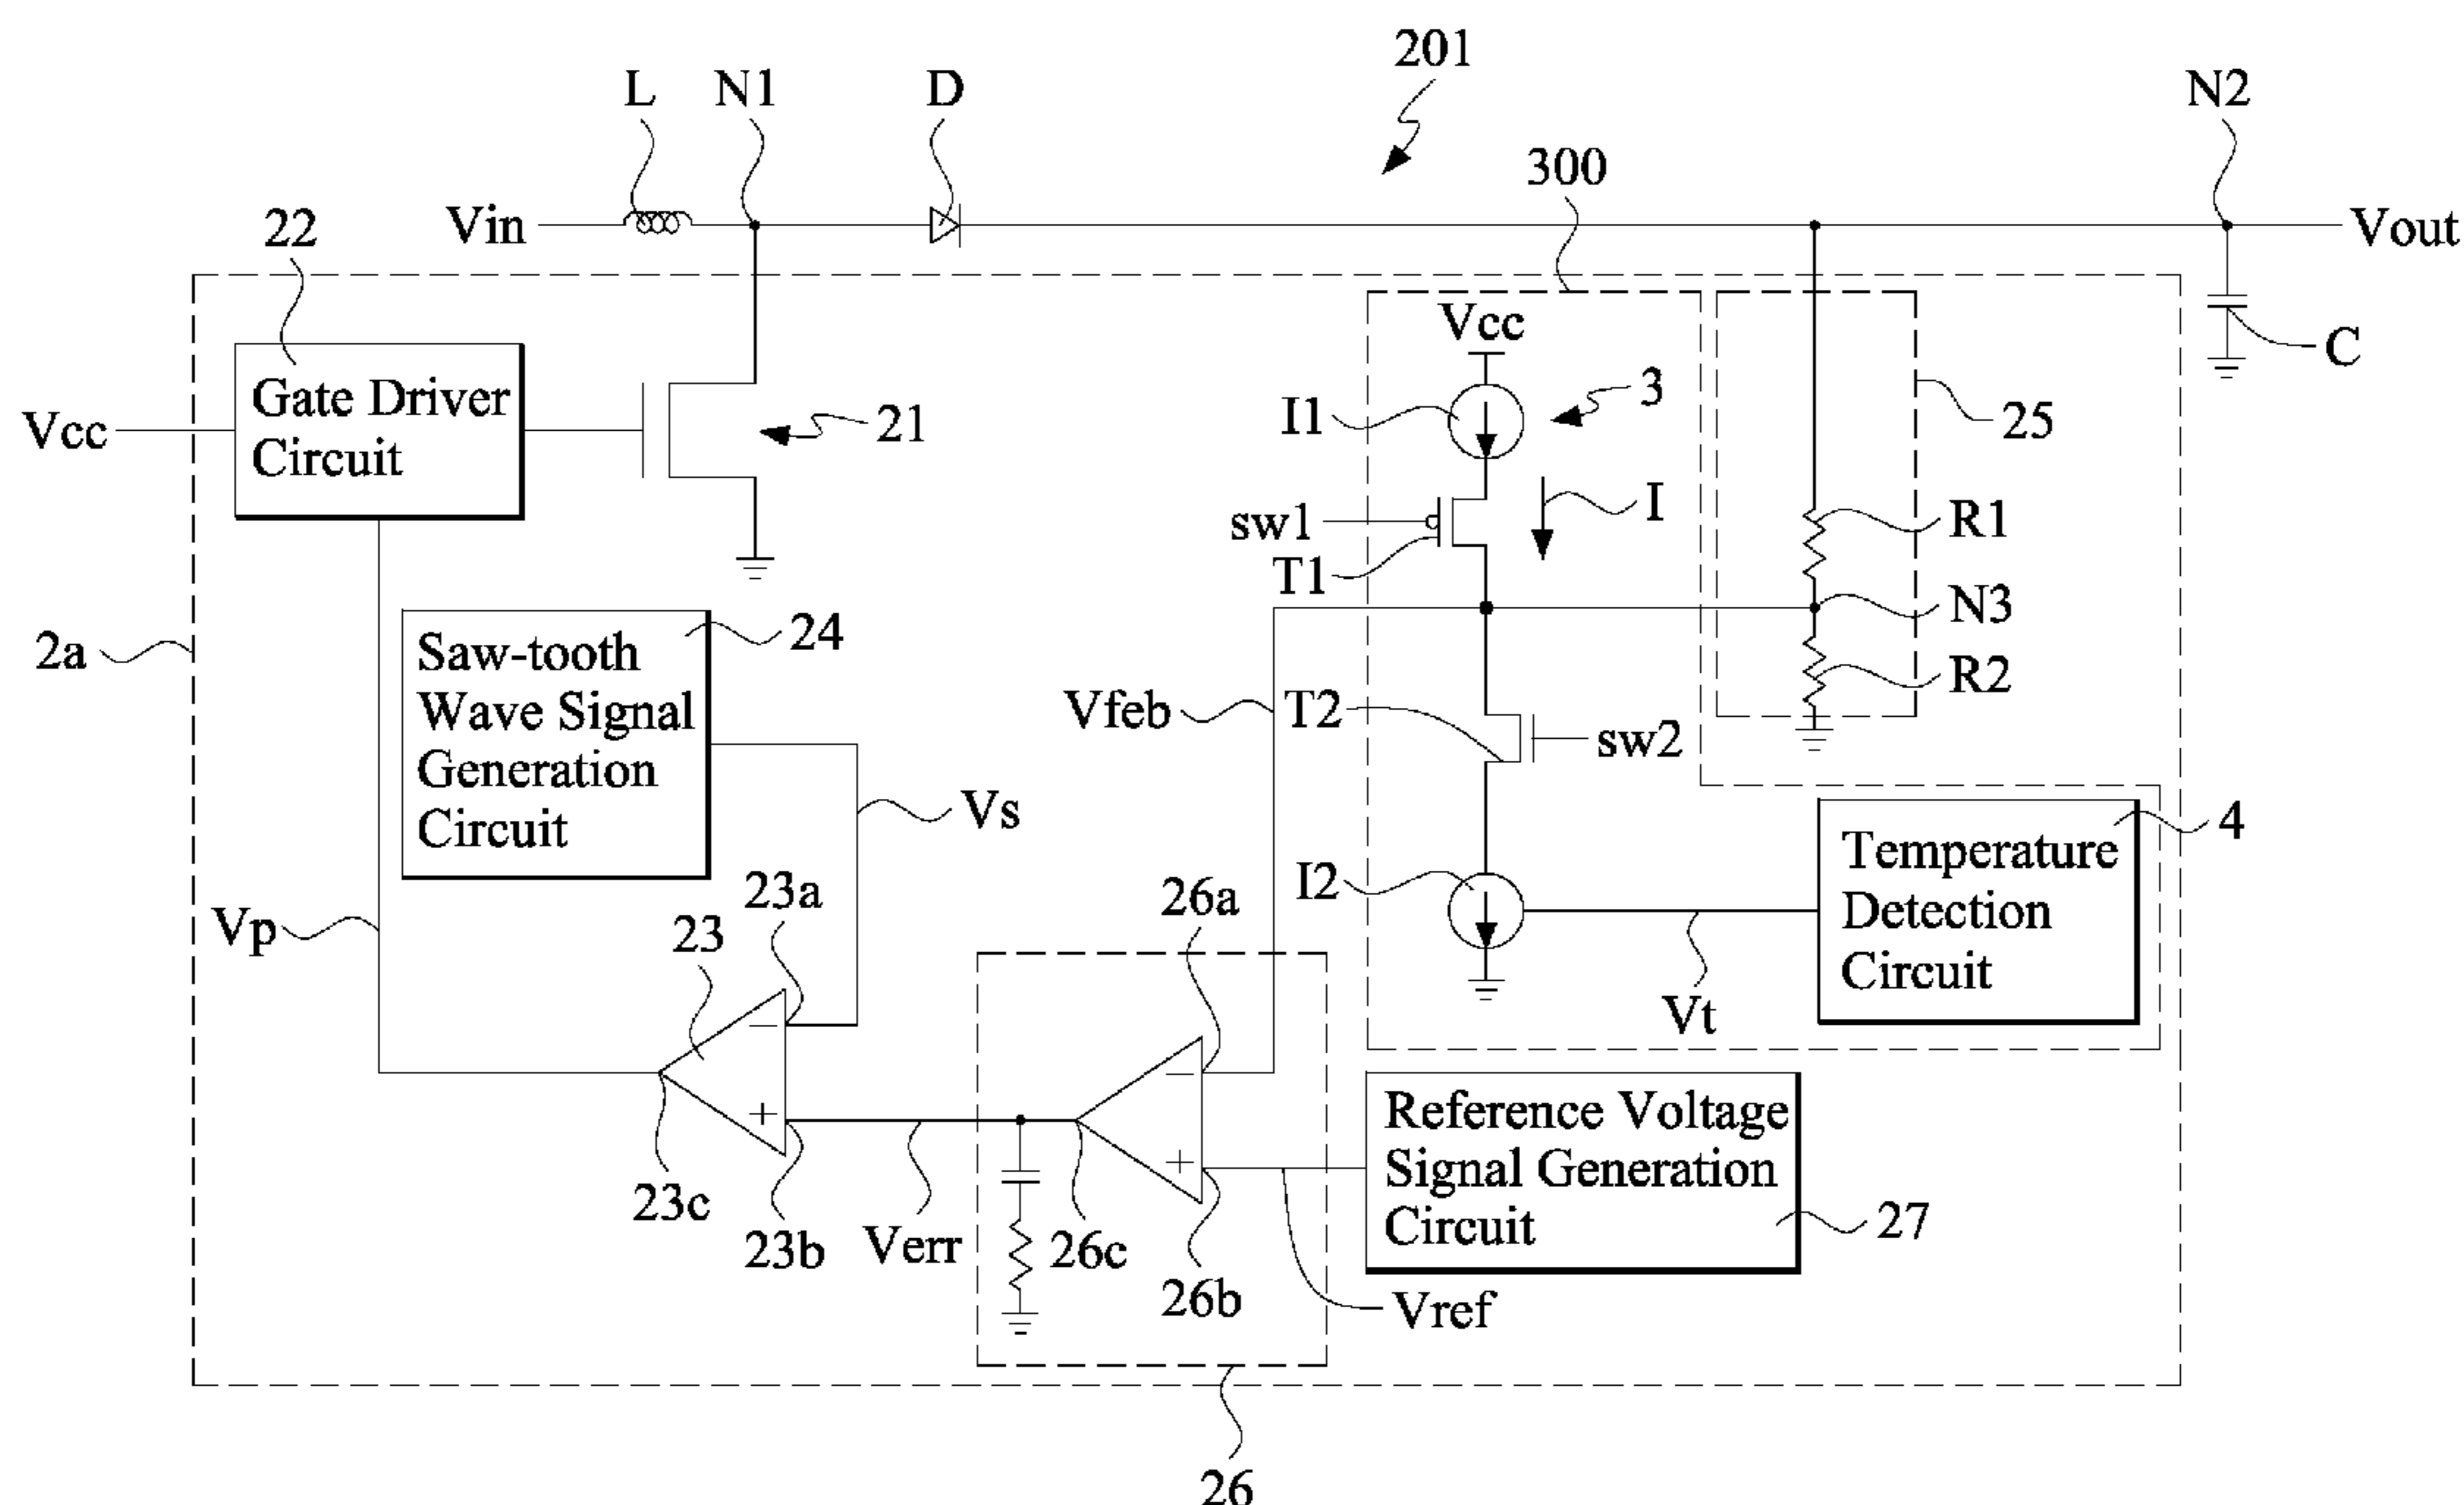 201
L
N1
D
N2
300
22
Vin
Vout
Vcc
C
Gate Driver
Circuit
Vcc
21
I1
3
25
sw1
I
R1
T1
N3
2a
Saw-tooth
Wave Signal
Generation
Circuit
24
R2
Vfeb
T2
sw2
Vs
4
Temperature
Detection
Circuit
I2
23a
26a
Vp
23
Vt
−
+
−
+
Reference Voltage
Signal Generation
Circuit
23c
23b
Verr
26c
26b
27
Vref
26